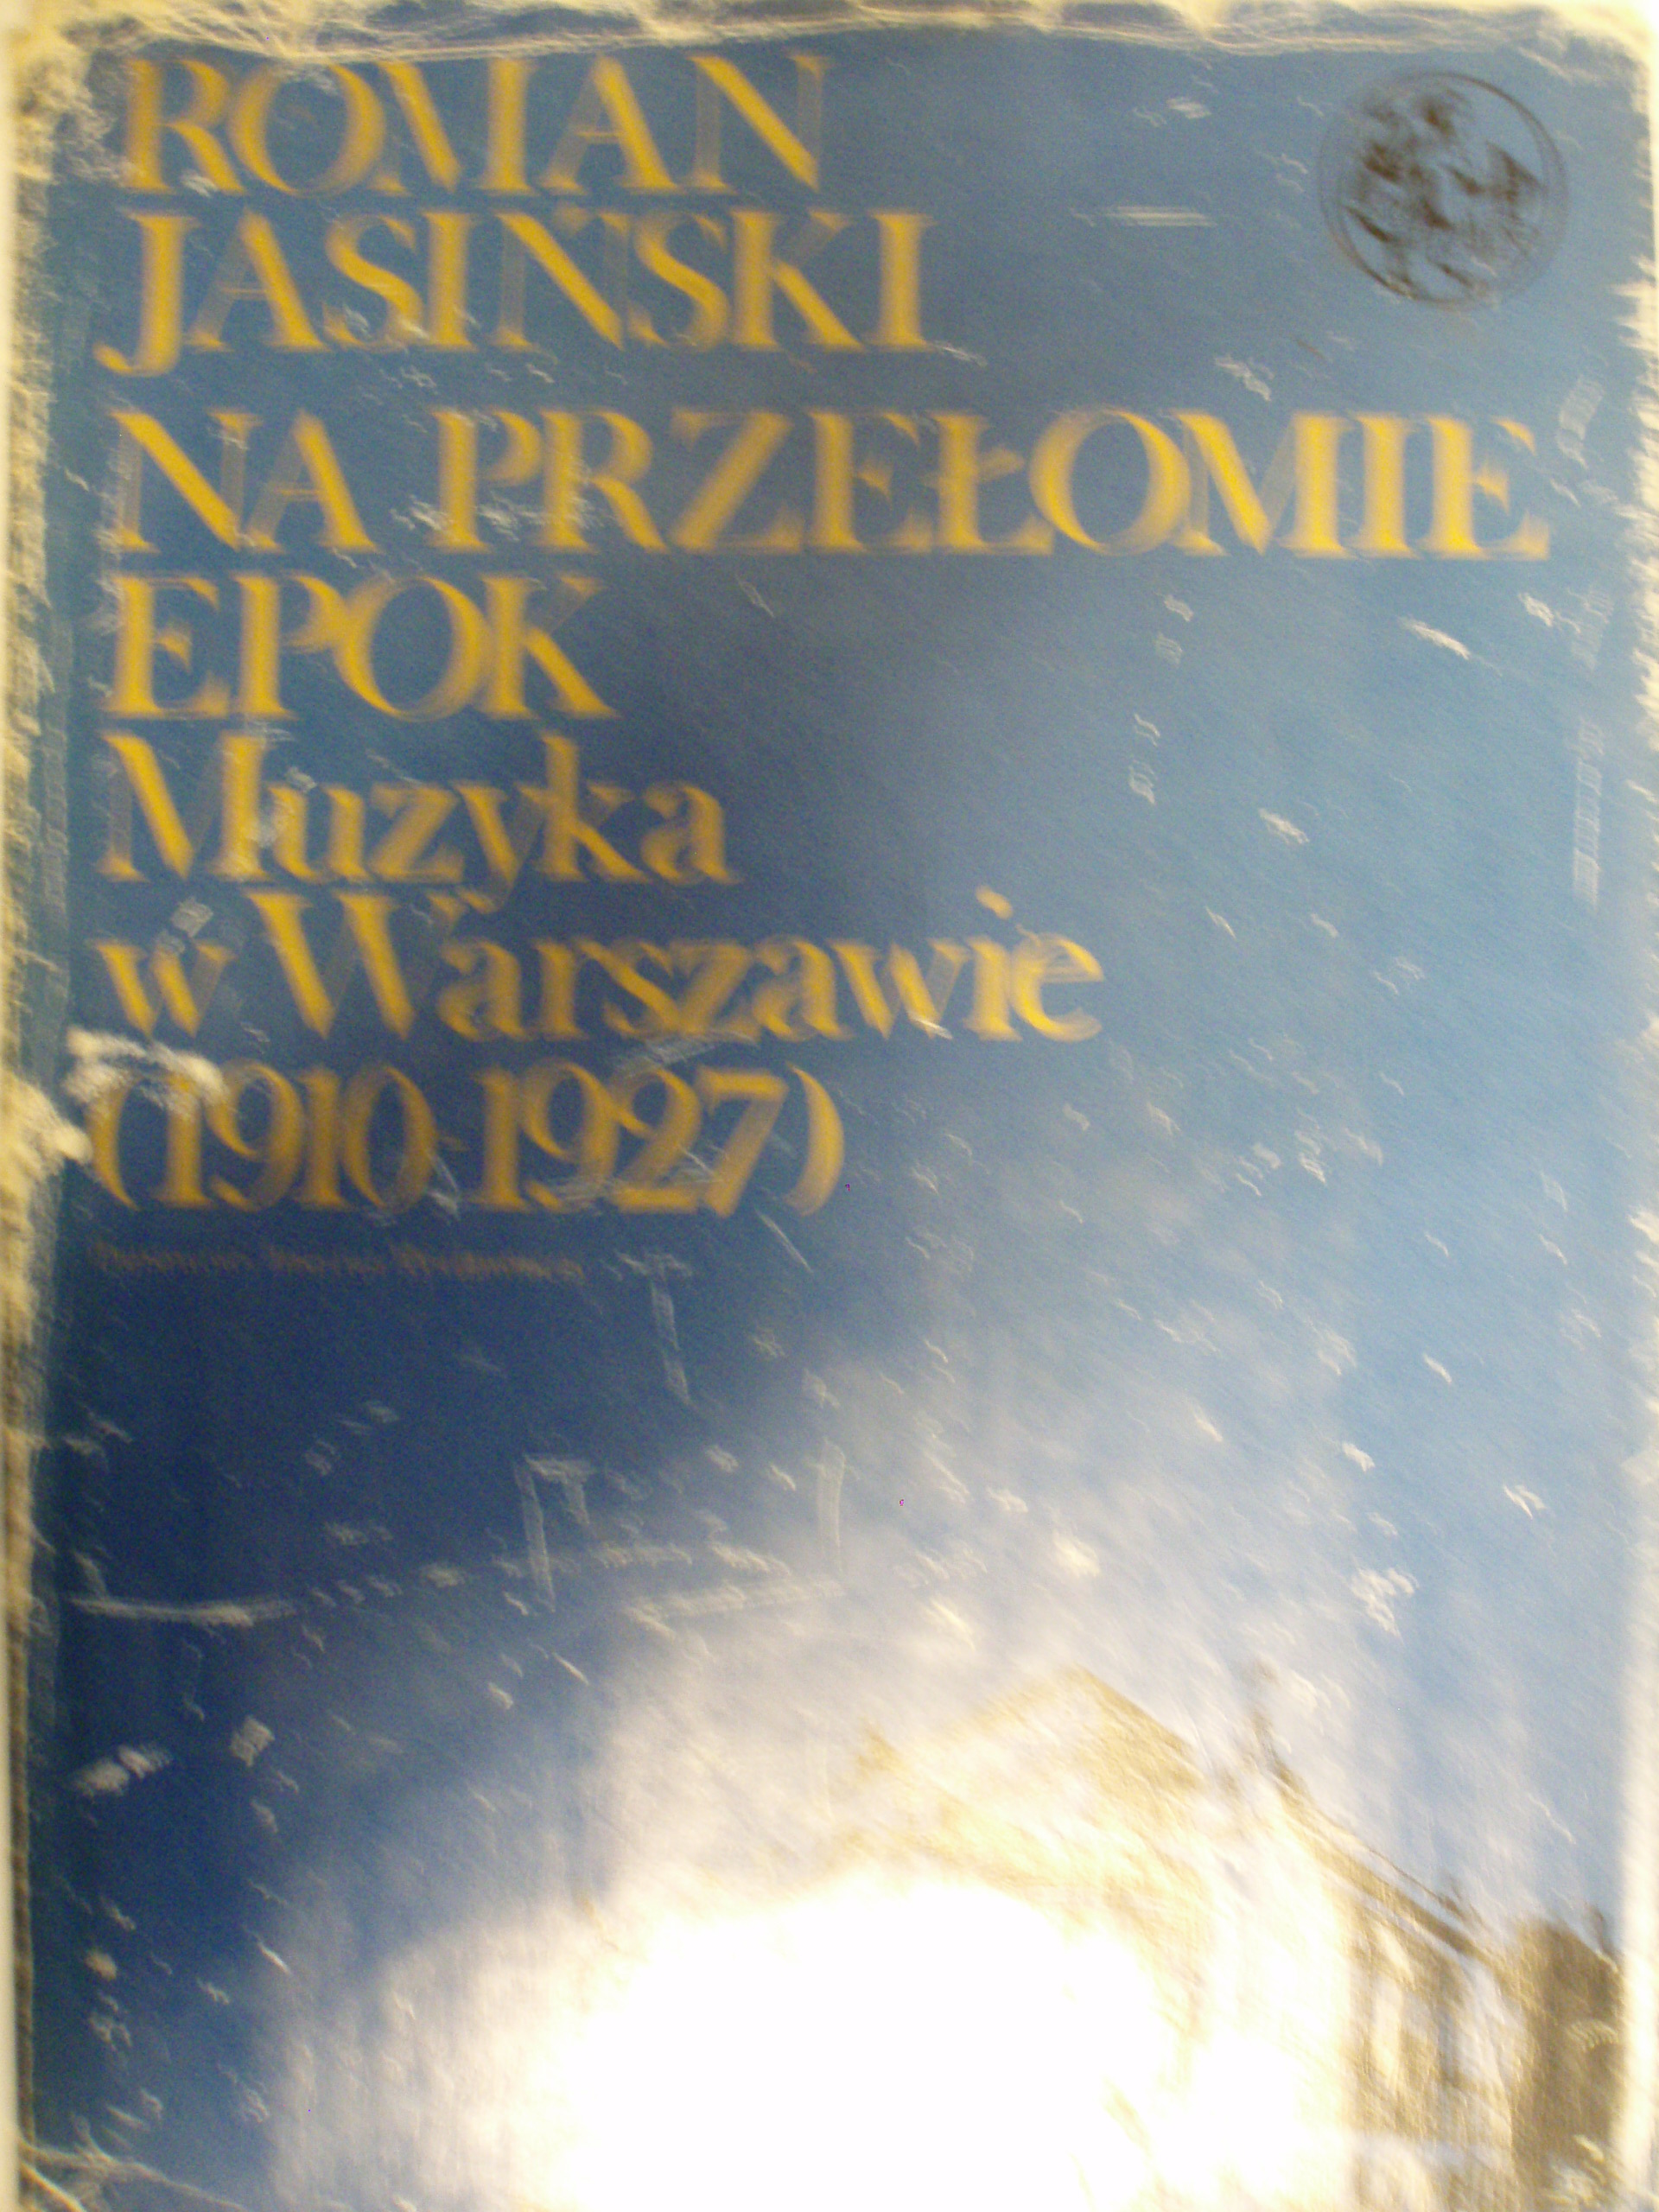 ROMAN
JASIŃSKI
NA PRZEŁOMIE
EPOK
Muzyka
w Warszawie
(1910-1927)